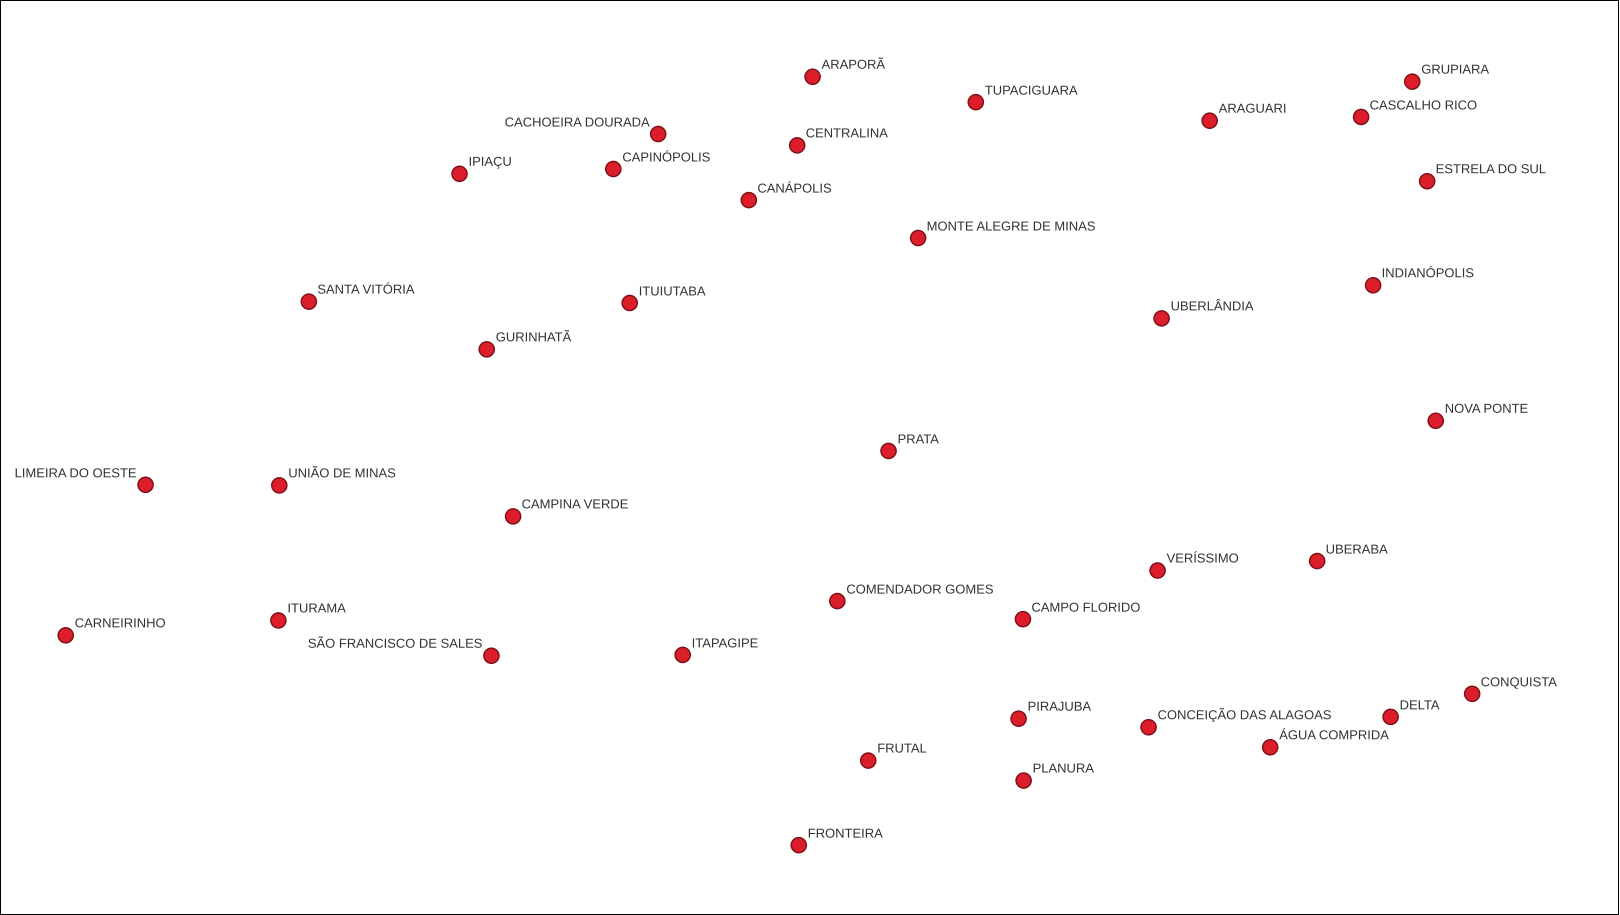 ARAPORÃ
GRUPIARA
TUPACIGUARA
CASCALHO RICO
ARAGUARI
CACHOEIRA DOURADA
CENTRALINA
CAPINÓPOLIS
IPIAÇU
ESTRELA DO SUL
CANÁPOLIS
MONTE ALEGRE DE MINAS
INDIANÓPOLIS
SANTA VITÓRIA
ITUIUTABA
UBERLÂNDIA
GURINHATÃ
NOVA PONTE
PRATA
LIMEIRA DO OESTE
UNIÃO DE MINAS
CAMPINA VERDE
UBERABA
VERÍSSIMO
COMENDADOR GOMES
CAMPO FLORIDO
ITURAMA
CARNEIRINHO
SÃO FRANCISCO DE SALES
ITAPAGIPE
CONQUISTA
DELTA
PIRAJUBA
CONCEIÇÃO DAS ALAGOAS
ÁGUA COMPRIDA
FRUTAL
PLANURA
FRONTEIRA